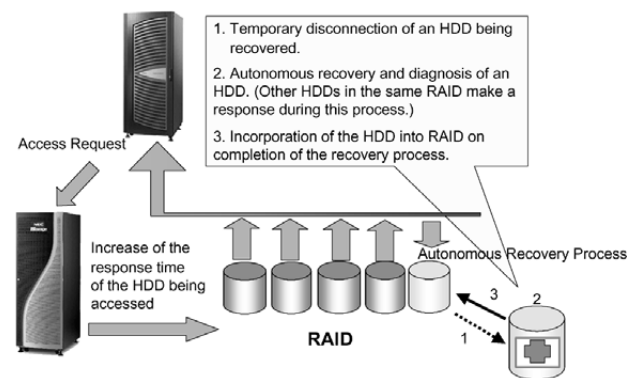 1. Temporary disconnection of an HDD being
recovered.
2. Autonomous recovery and diagnosis of an
HDD. (Other HDDs in the same RAID make a
response during this process.)
3. Incorporation of the HDD into RAID on
completion of the recovery process.
Access Request
Increase of the
response time
of the HDD being
accessed
Autonomous Recovery Process
RAID
3
2
1